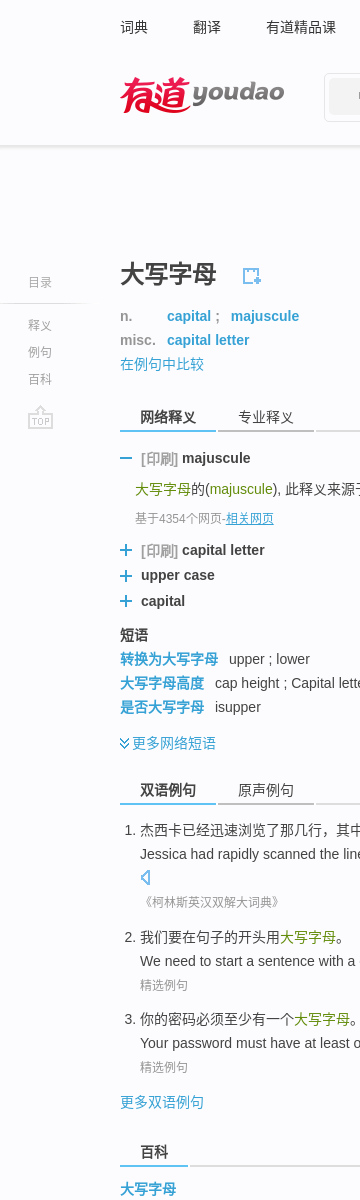 词典 翻译 有道精品课
有道 youdao
目录
释义
例句
百科
TOP
大写字母
n. capital ; majuscule
misc. capital letter
在例句中比较
网络释义 专业释义
[印刷] majuscule
大写字母的(majuscule), 此释义来源于
基于4354个网页-相关网页
[印刷] capital letter
upper case
capital
短语
转换为大写字母 upper ; lower
大写字母高度 cap height ; Capital lette
是否大写字母 isupper
更多网络短语
双语例句 原声例句
1. 杰西卡已经迅速浏览了那几行，其中
Jessica had rapidly scanned the line
《柯林斯英汉双解大词典》
2. 我们要在句子的开头用大写字母。
We need to start a sentence with a
精选例句
3. 你的密码必须至少有一个大写字母。
Your password must have at least o
精选例句
更多双语例句
百科
大写字母